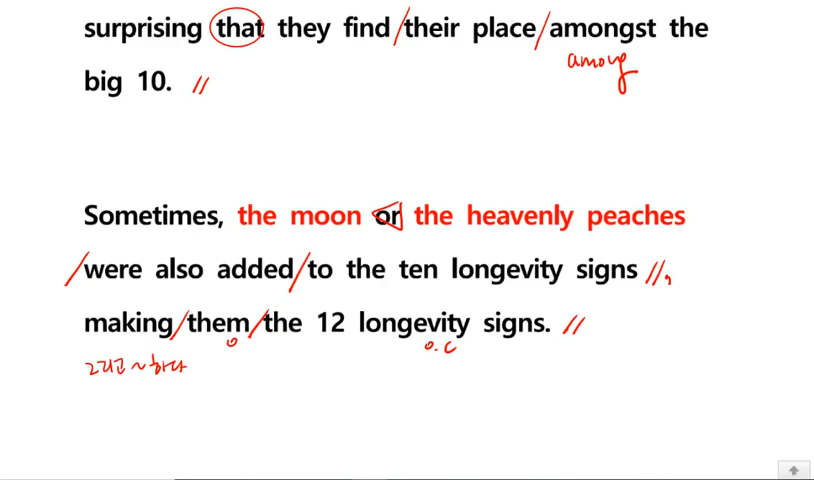 surprising that they find / their place / amongst the
among
big 10. //
Sometimes, the moon or the heavenly peaches
/ were also added / to the ten longevity signs //,
making / them / the 12 longevity signs. //
o o.c
그리고 ~ 하다